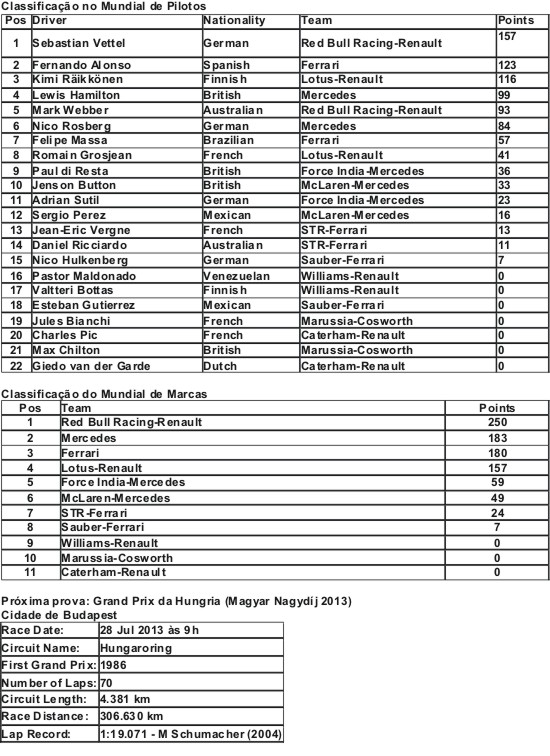 Classificação no Mundial de Pilotos
Pos Driver Nationality Team Points
1 Sebastian Vettel German Red Bull Racing-Renault 157
2 Fernando Alonso Spanish Ferrari 123
3 Kimi Räikkönen Finnish Lotus-Renault 116
4 Lewis Hamilton British Mercedes 99
5 Mark Webber Australian Red Bull Racing-Renault 93
6 Nico Rosberg German Mercedes 84
7 Felipe Massa Brazilian Ferrari 57
8 Romain Grosjean French Lotus-Renault 41
9 Paul di Resta British Force India-Mercedes 36
10 Jenson Button British McLaren-Mercedes 33
11 Adrian Sutil German Force India-Mercedes 23
12 Sergio Perez Mexican McLaren-Mercedes 16
13 Jean-Eric Vergne French STR-Ferrari 13
14 Daniel Ricciardo Australian STR-Ferrari 11
15 Nico Hulkenberg German Sauber-Ferrari 7
16 Pastor Maldonado Venezuelan Williams-Renault 0
17 Valtteri Bottas Finnish Williams-Renault 0
18 Esteban Gutierrez Mexican Sauber-Ferrari 0
19 Jules Bianchi French Marussia-Cosworth 0
20 Charles Pic French Caterham-Renault 0
21 Max Chilton British Marussia-Cosworth 0
22 Giedo van der Garde Dutch Caterham-Renault 0
Classificação do Mundial de Marcas
Pos Team Points
1 Red Bull Racing-Renault 250
2 Mercedes 183
3 Ferrari 180
4 Lotus-Renault 157
5 Force India-Mercedes 59
6 McLaren-Mercedes 49
7 STR-Ferrari 24
8 Sauber-Ferrari 7
9 Williams-Renault 0
10 Marussia-Cosworth 0
11 Caterham-Renault 0
Próxima prova: Grand Prix da Hungria (Magyar Nagydíj 2013)
Cidade de Budapest
Race Date: 28 Jul 2013 às 9h
Circuit Name: Hungaroring
First Grand Prix: 1986
Number of Laps: 70
Circuit Length: 4.381 km
Race Distance: 306.630 km
Lap Record: 1:19.071 - M Schumacher (2004)